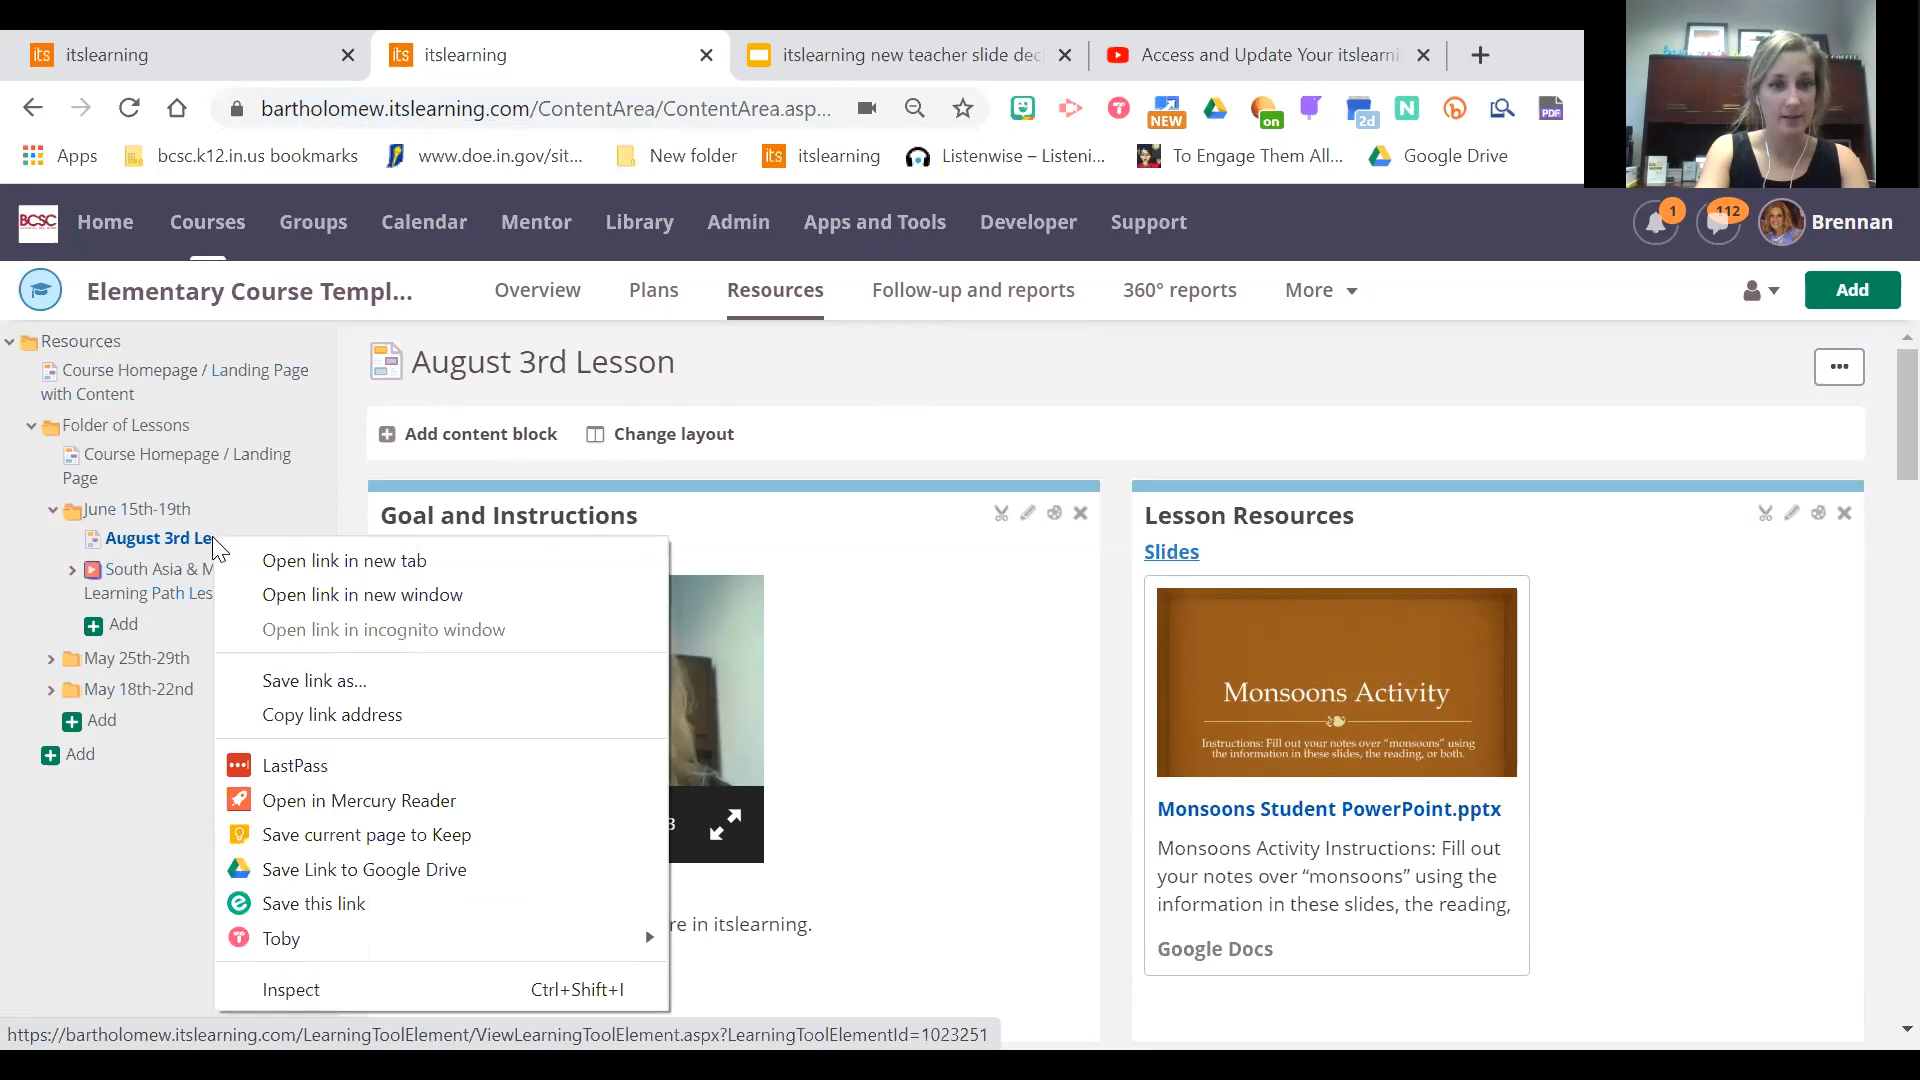 its itslearning
its itslearning
itslearning new teacher slide dec
Access and Update Your itslearni
bartholomew.itslearning.com/ContentArea/ContentArea.asp...
NEW
on
2d
N
PDF
Apps
bcsc.k12.in.us bookmarks
www.doe.in.gov/sit...
New folder
its itslearning
Listenwise – Listeni...
To Engage Them All...
Google Drive
BCSC
Home
Courses
Groups
Calendar
Mentor
Library
Admin
Apps and Tools
Developer
Support
1
112
Brennan
Elementary Course Templ...
Overview
Plans
Resources
Follow-up and reports
360° reports
More
Add
Resources
Course Homepage / Landing Page
with Content
Folder of Lessons
Course Homepage / Landing
Page
June 15th-19th
August 3rd Le
South Asia & M
Learning Path Les
Add
May 25th-29th
May 18th-22nd
Add
Add
August 3rd Lesson
Add content block
Change layout
Goal and Instructions
Open link in new tab
Open link in new window
Open link in incognito window
Save link as...
Copy link address
LastPass
Open in Mercury Reader
Save current page to Keep
Save Link to Google Drive
Save this link
Toby
Inspect Ctrl+Shift+I
re in itslearning.
Lesson Resources
Slides
Monsoons Activity
Instructions: Fill out your notes over “monsoons” using
the information in these slides, the reading, or both.
Monsoons Student PowerPoint.pptx
Monsoons Activity Instructions: Fill out
your notes over “monsoons” using the
information in these slides, the reading,
Google Docs
https://bartholomew.itslearning.com/LearningToolElement/ViewLearningToolElement.aspx?LearningToolElementId=1023251